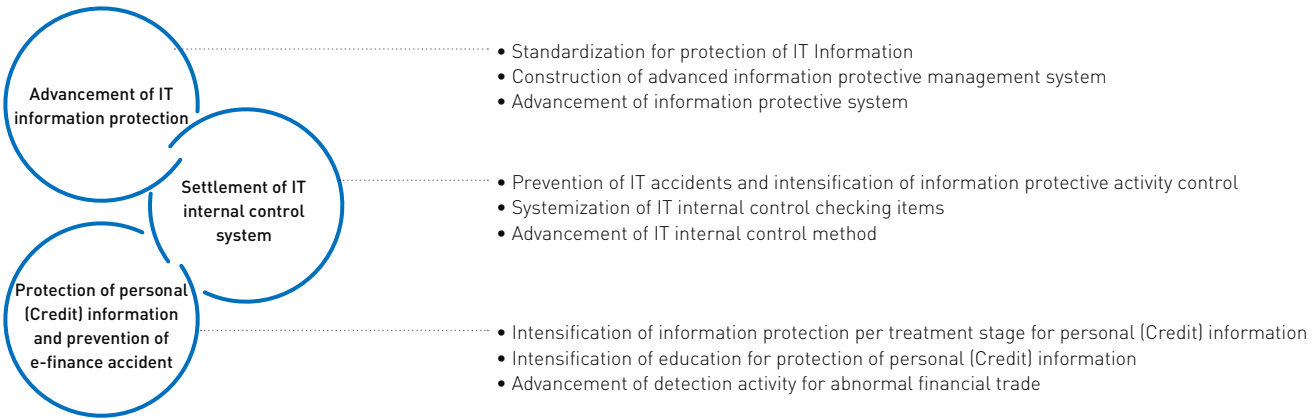 Advancement of IT
information protection
• Standardization for protection of IT Information
• Construction of advanced information protective management system
• Advancement of information protective system
Settlement of IT
internal control
system
• Prevention of IT accidents and intensification of information protective activity control
• Systemization of IT internal control checking items
• Advancement of IT internal control method
Protection of personal
(Credit) information
and prevention of
e-finance accident
• Intensification of information protection per treatment stage for personal (Credit) information
• Intensification of education for protection of personal (Credit) information
• Advancement of detection activity for abnormal financial trade